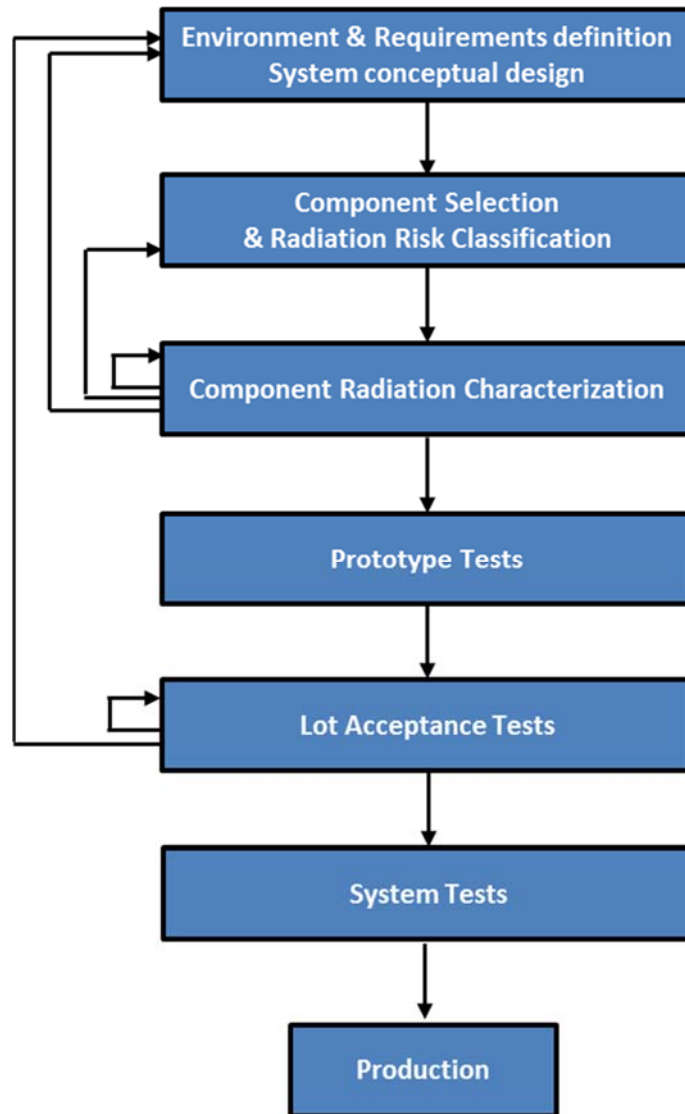 Environment & Requirements definition
System conceptual design
Component Selection
& Radiation Risk Classification
Component Radiation Characterization
Prototype Tests
Lot Acceptance Tests
System Tests
Production